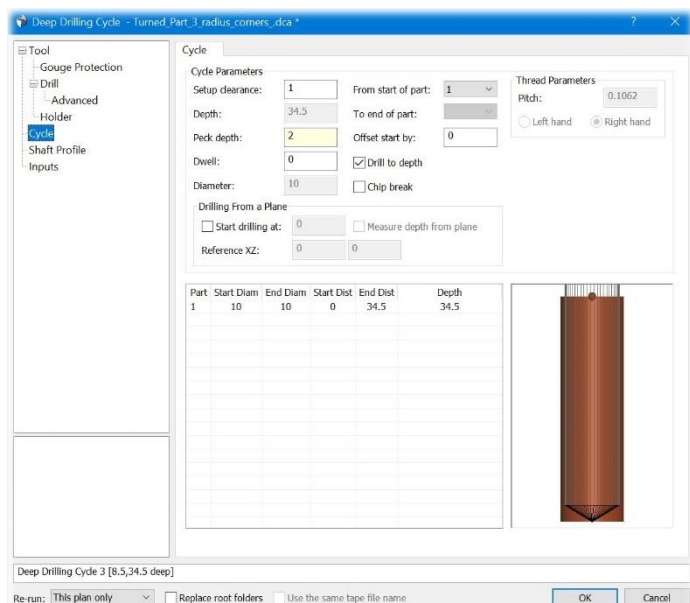 Deep Drilling Cycle - Turned_Part_3_radius_corners_.dca *
? ×
Tool
Gouge Protection
Drill
Advanced
Holder
Cycle
Shaft Profile
Inputs
Cycle
Cycle Parameters
Setup clearance: 1 From start of part: 1
Depth: 34.5 To end of part:
Peck depth: 2 Offset start by: 0
Dwell: 0 Drill to depth
Diameter: 10 Chip break
Thread Parameters
Pitch: 0.1062
Left hand Right hand
Drilling From a Plane
Start drilling at: 0 Measure depth from plane
Reference XZ: 0 0
Part Start Diam End Diam Start Dist End Dist Depth
1 10 10 0 34.5 34.5
Deep Drilling Cycle 3 [8.5,34.5 deep]
Re-run: This plan only Replace root folders Use the same tape file name OK Cancel